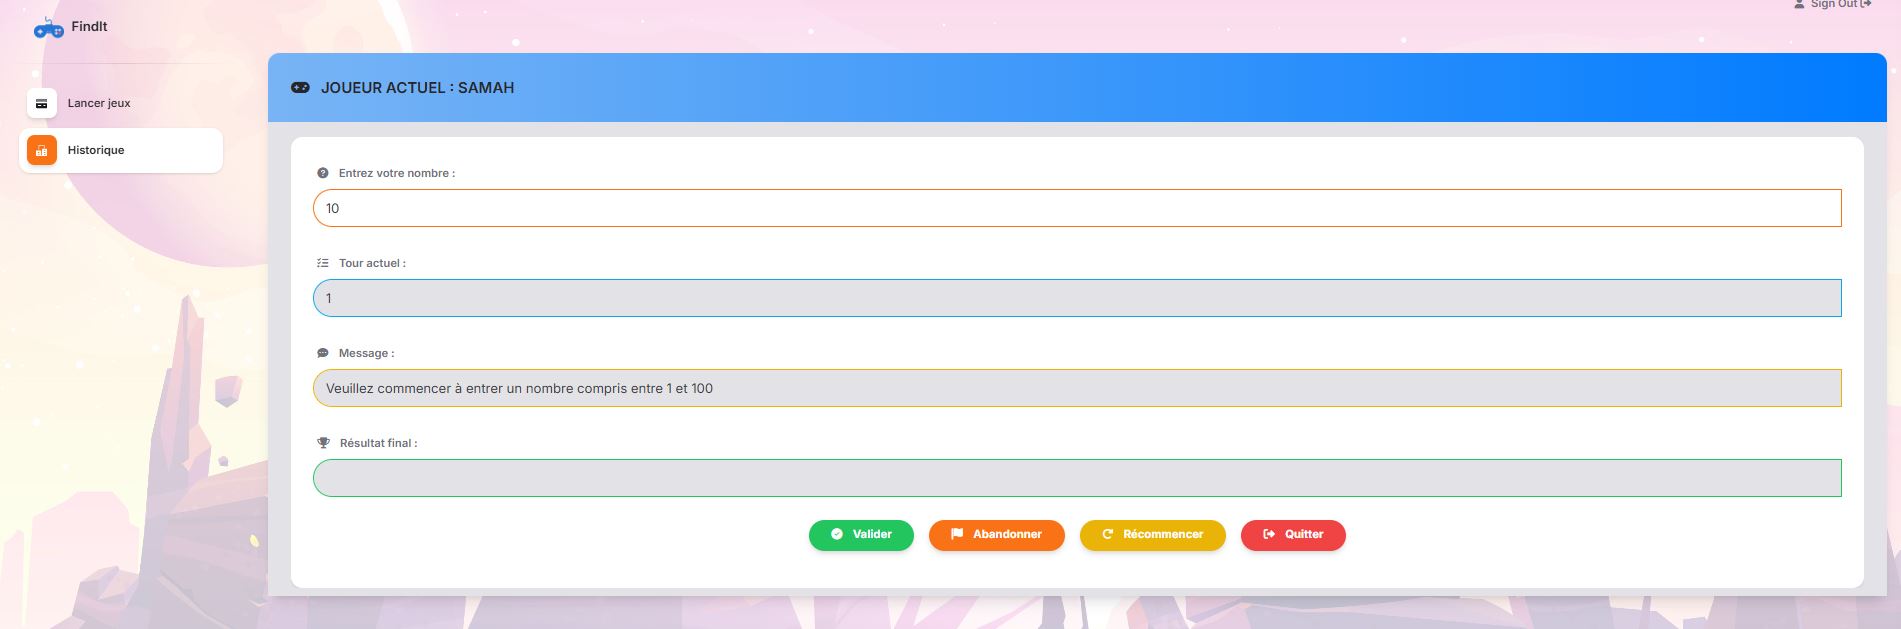 FindIt
Sign Out
Lancer jeux
Historique
JOUEUR ACTUEL : SAMAH
Entrez votre nombre :
10
Tour actuel :
1
Message :
Veuillez commencer à entrer un nombre compris entre 1 et 100
Résultat final :
Valider
Abandonner
Récommencer
Quitter